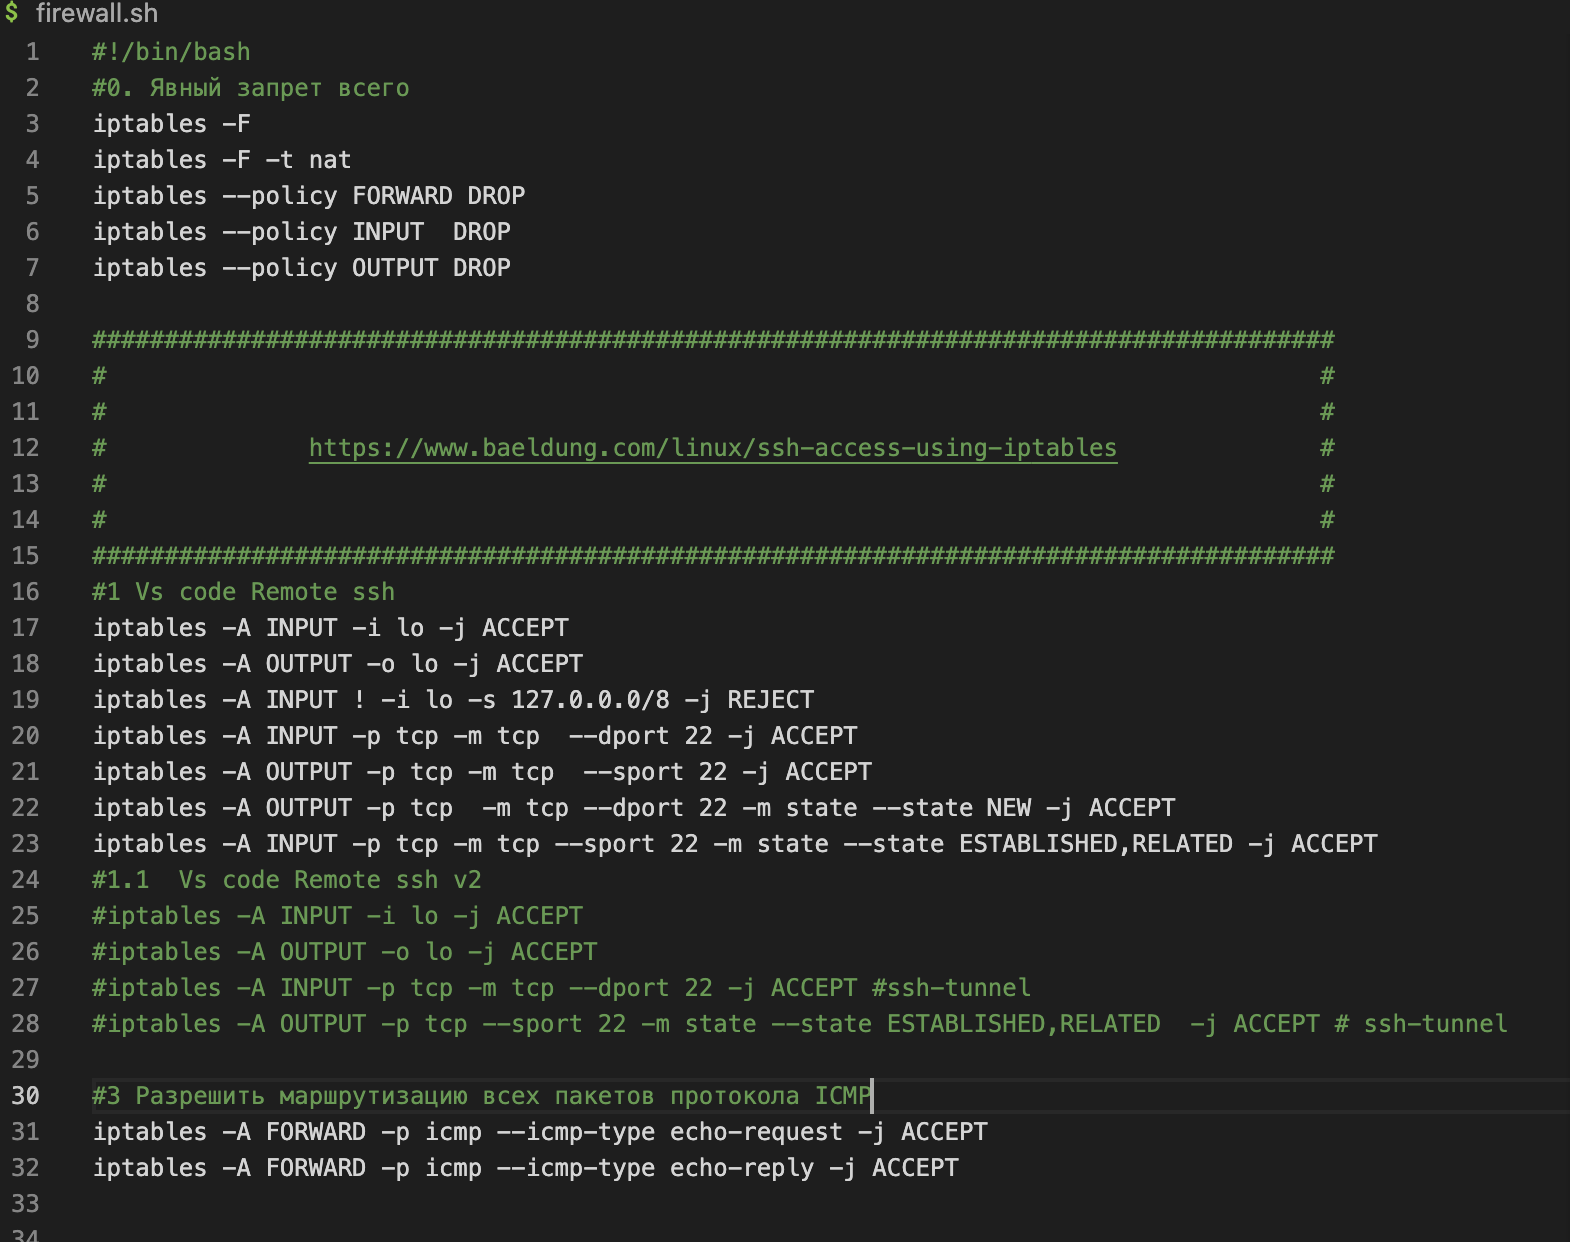 $ firewall.sh
1 #!/bin/bash
2 #0. Явный запрет всего
3 iptables -F
4 iptables -F -t nat
5 iptables --policy FORWARD DROP
6 iptables --policy INPUT  DROP
7 iptables --policy OUTPUT DROP
8
9 ######################################################################################
10 #                                                                                    #
11 #                                                                                    #
12 #              https://www.baeldung.com/linux/ssh-access-using-iptables              #
13 #                                                                                    #
14 #                                                                                    #
15 ######################################################################################
16 #1 Vs code Remote ssh
17 iptables -A INPUT -i lo -j ACCEPT
18 iptables -A OUTPUT -o lo -j ACCEPT
19 iptables -A INPUT ! -i lo -s 127.0.0.0/8 -j REJECT
20 iptables -A INPUT -p tcp -m tcp  --dport 22 -j ACCEPT
21 iptables -A OUTPUT -p tcp -m tcp  --sport 22 -j ACCEPT
22 iptables -A OUTPUT -p tcp  -m tcp --dport 22 -m state --state NEW -j ACCEPT
23 iptables -A INPUT -p tcp -m tcp --sport 22 -m state --state ESTABLISHED,RELATED -j ACCEPT
24 #1.1  Vs code Remote ssh v2
25 #iptables -A INPUT -i lo -j ACCEPT
26 #iptables -A OUTPUT -o lo -j ACCEPT
27 #iptables -A INPUT -p tcp -m tcp --dport 22 -j ACCEPT #ssh-tunnel
28 #iptables -A OUTPUT -p tcp --sport 22 -m state --state ESTABLISHED,RELATED  -j ACCEPT # ssh-tunnel
29
30 #3 Разрешить маршрутизацию всех пакетов протокола ICMP
31 iptables -A FORWARD -p icmp --icmp-type echo-request -j ACCEPT
32 iptables -A FORWARD -p icmp --icmp-type echo-reply -j ACCEPT
33
34